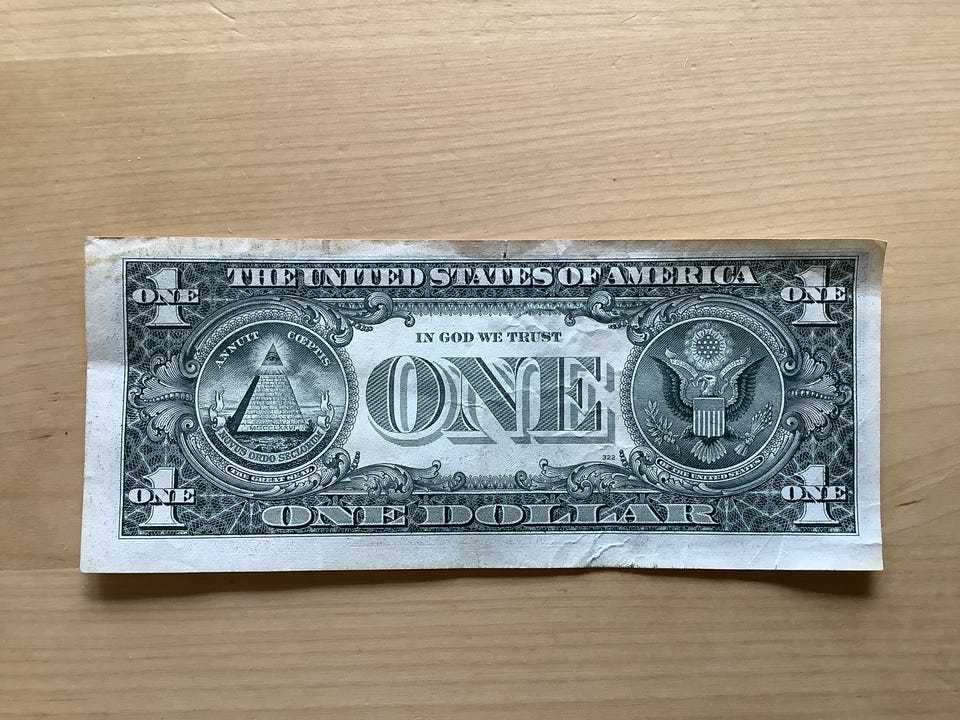 THE UNITED STATES OF AMERICA
1 ONE
1 ONE
ANNUIT CŒPTIS
MDCCLXXVI
NOVUS ORDO SECLORUM
THE GREAT SEAL
IN GOD WE TRUST
ONE
322
OF THE UNITED STATES
1 ONE
1 ONE
ONE DOLLAR